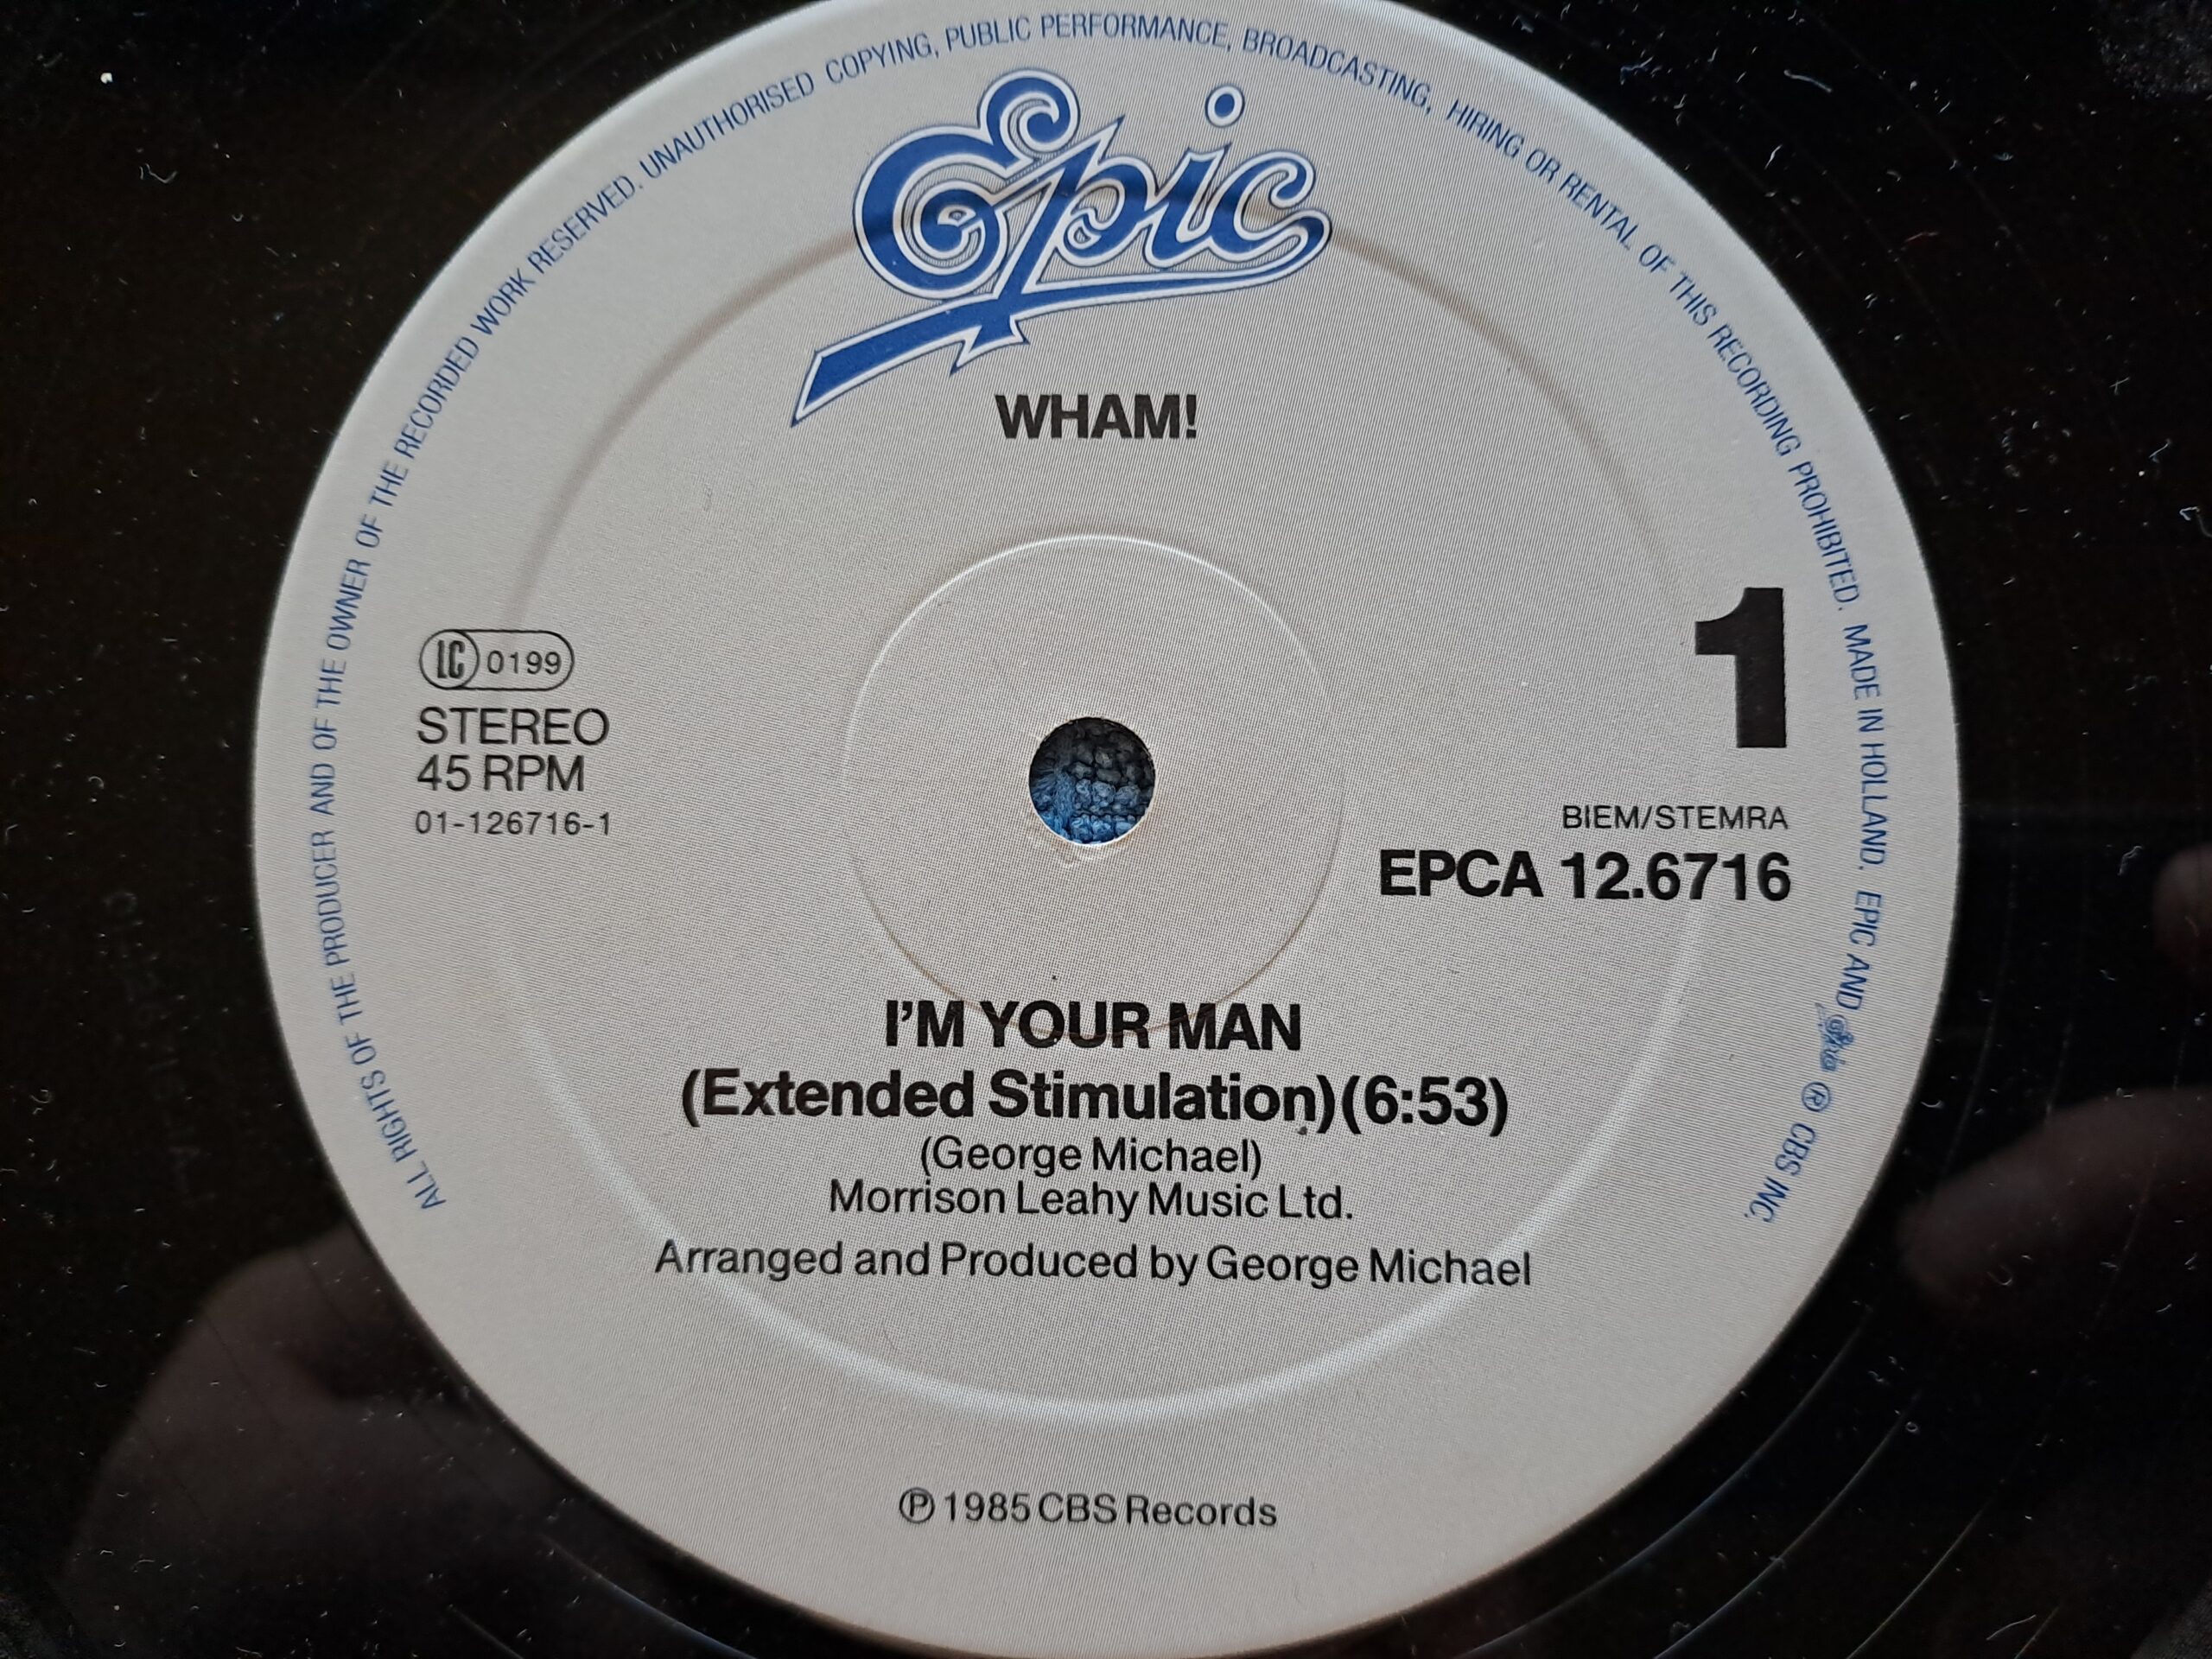 ALL RIGHTS OF THE PRODUCER AND OF THE OWNER OF THE RECORDED WORK RESERVED. UNAUTHORISED COPYING, PUBLIC PERFORMANCE, BROADCASTING, HIRING OR RENTAL OF THIS RECORDING PROHIBITED. MADE IN HOLLAND. EPIC AND Epic ® CBS INC.
Epic
WHAM!
1
LC 0199
STEREO
45 RPM
01-126716-1
BIEM/STEMRA
EPCA 12.6716
I'M YOUR MAN
(Extended Stimulation)(6:53)
(George Michael)
Morrison Leahy Music Ltd.
Arranged and Produced by George Michael
℗ 1985 CBS Records